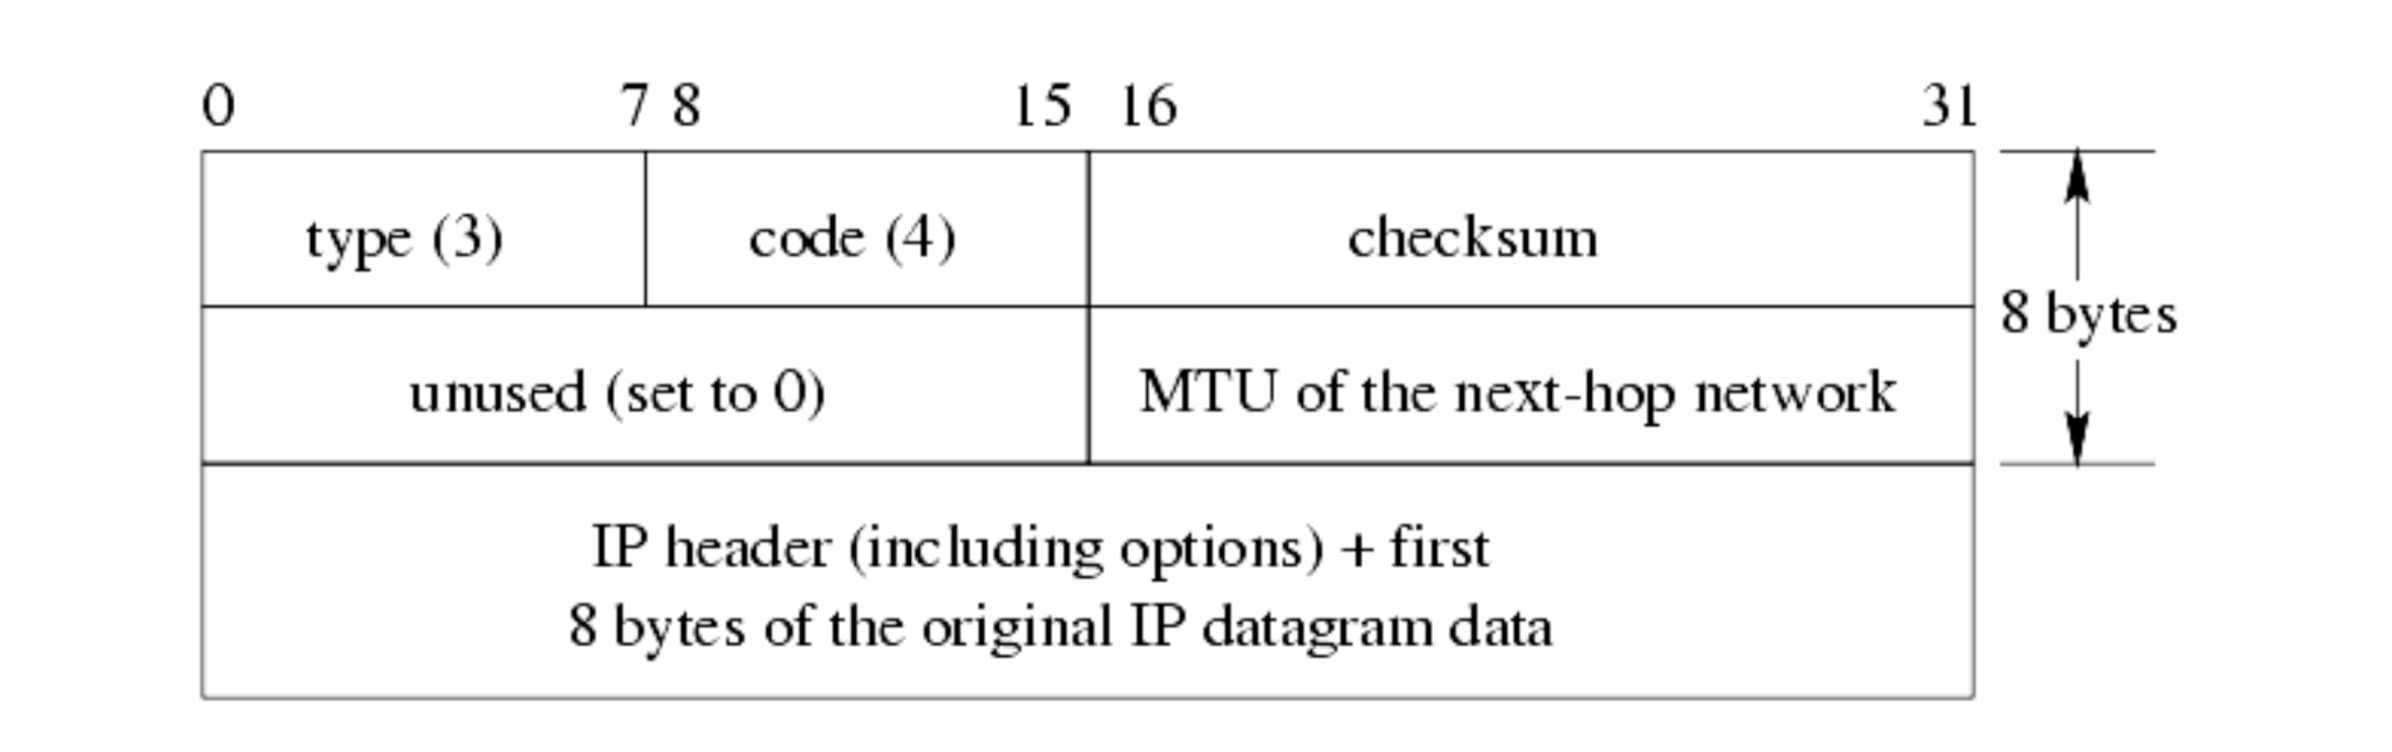 0 7 8 15 16 31
type (3) code (4) checksum
8 bytes
unused (set to 0) MTU of the next-hop network
IP header (including options) + first
8 bytes of the original IP datagram data